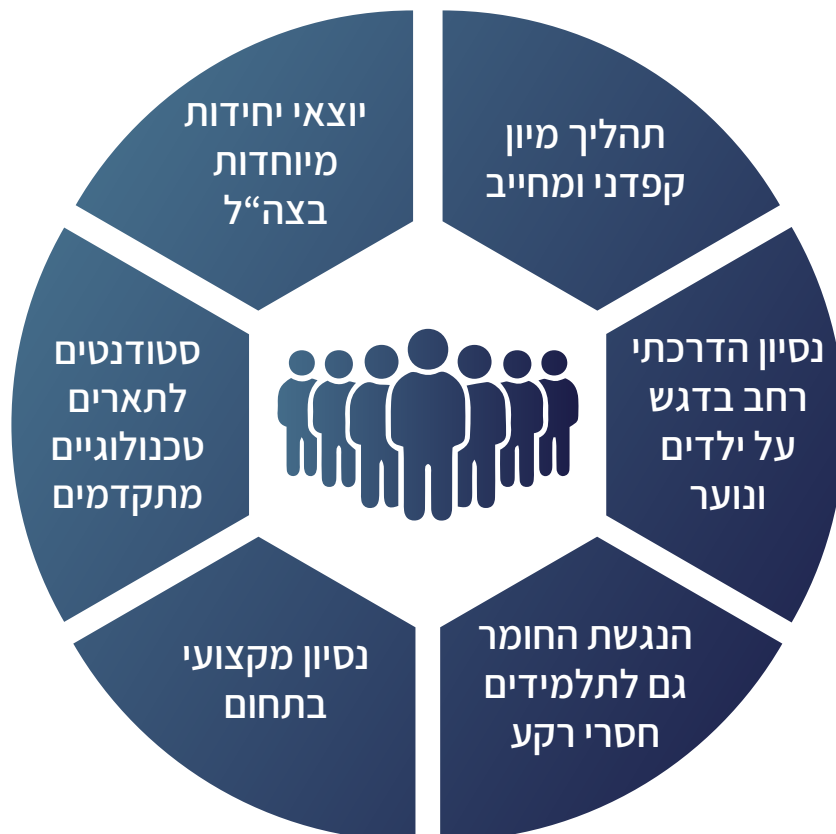 תהליך מיון
קפדני ומחייב
נסיון הדרכתי
רחב בדגש
על ילדים
ונוער
הנגשת החומר
גם לתלמידים
חסרי רקע
נסיון מקצועי
בתחום
סטודנטים
לתארים
טכנולוגיים
מתקדמים
יוצאי יחידות
מיוחדות
בצה“ל